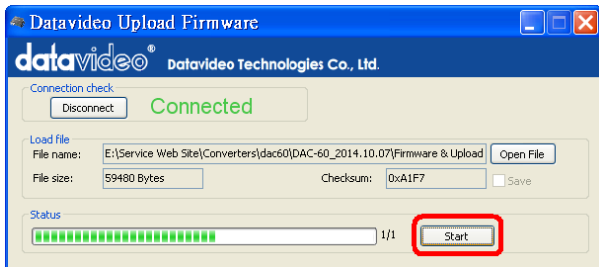 Datavideo Upload Firmware
datavideo® Datavideo Technologies Co., Ltd.
Connection check
Disconnect Connected
Load file
File name: E:\Service Web Site\Converters\dac60\DAC-60_2014.10.07\Firmware & Upload Open File
File size: 59480 Bytes Checksum: 0xA1F7 Save
Status
1/1 Start